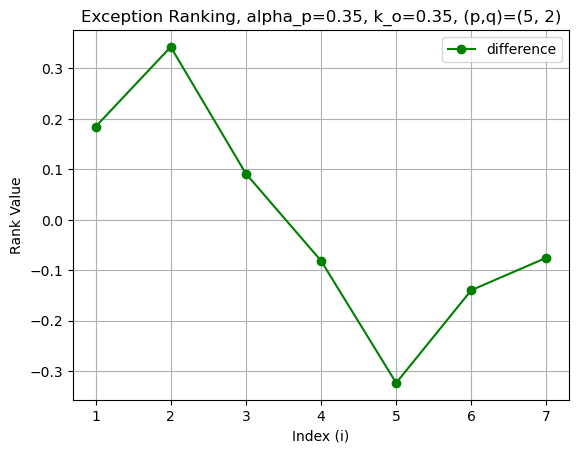 Exception Ranking, alpha_p=0.35, k_o=0.35, (p,q)=(5, 2)
difference
0.3
0.2
0.1
0.0
−0.1
−0.2
−0.3
Rank Value
1 2 3 4 5 6 7
Index (i)